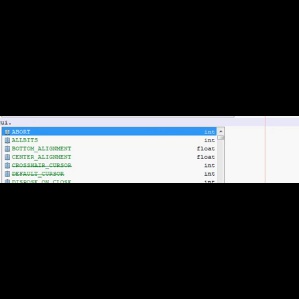 ui.
ABORT int
ALLBITS int
BOTTOM_ALIGNMENT float
CENTER_ALIGNMENT float
CROSSHAIR_CURSOR int
DEFAULT_CURSOR int
DISPOSE_ON_CLOSE int